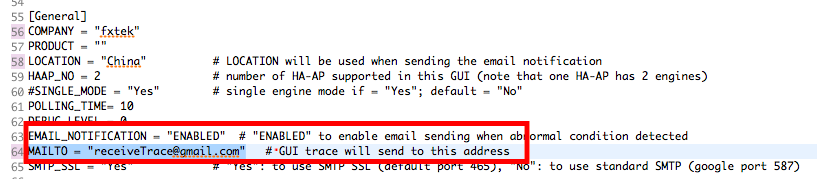 54
55 [General]
56 COMPANY = "fxtek"
57 PRODUCT = ""
58 LOCATION = "China" # LOCATION will be used when sending the email notification
59 HAAP_NO = 2 # number of HA-AP supported in this GUI (note that one HA-AP has 2 engines)
60 #SINGLE_MODE = "Yes" # single engine mode if = "Yes"; default = "No"
61 POLLING_TIME= 10
62 DEBUG_LEVEL = 0
63 EMAIL_NOTIFICATION = "ENABLED" # "ENABLED" to enable email sending when abnormal condition detected
64 MAILTO = "receiveTrace@gmail.com" # GUI trace will send to this address
65 SMTP_SSL = "Yes" # "Yes": to use SMTP SSL (default port 465), "No": to use standard SMTP (google port 587)